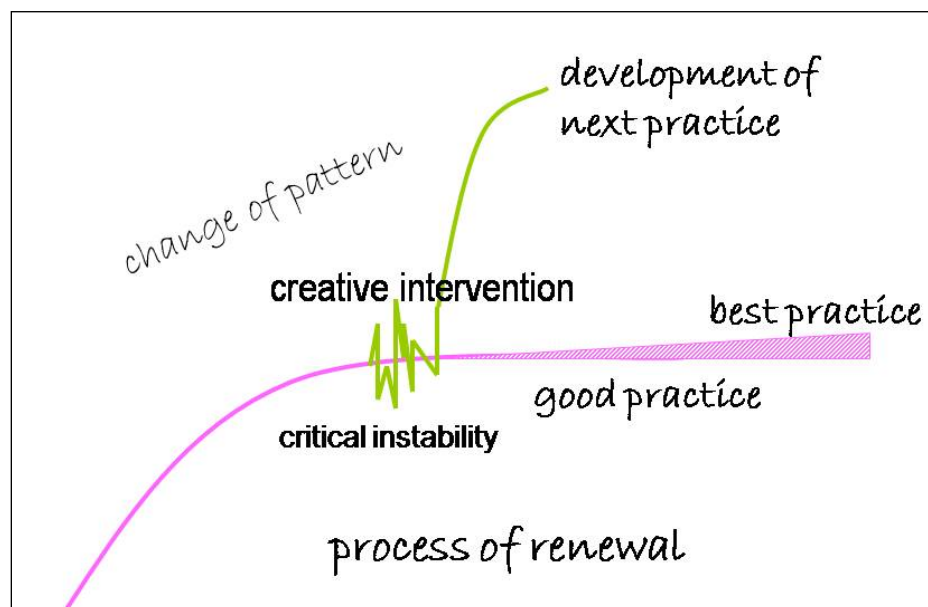 development of
next practice
change of pattern
creative intervention
best practice
good practice
critical instability
process of renewal